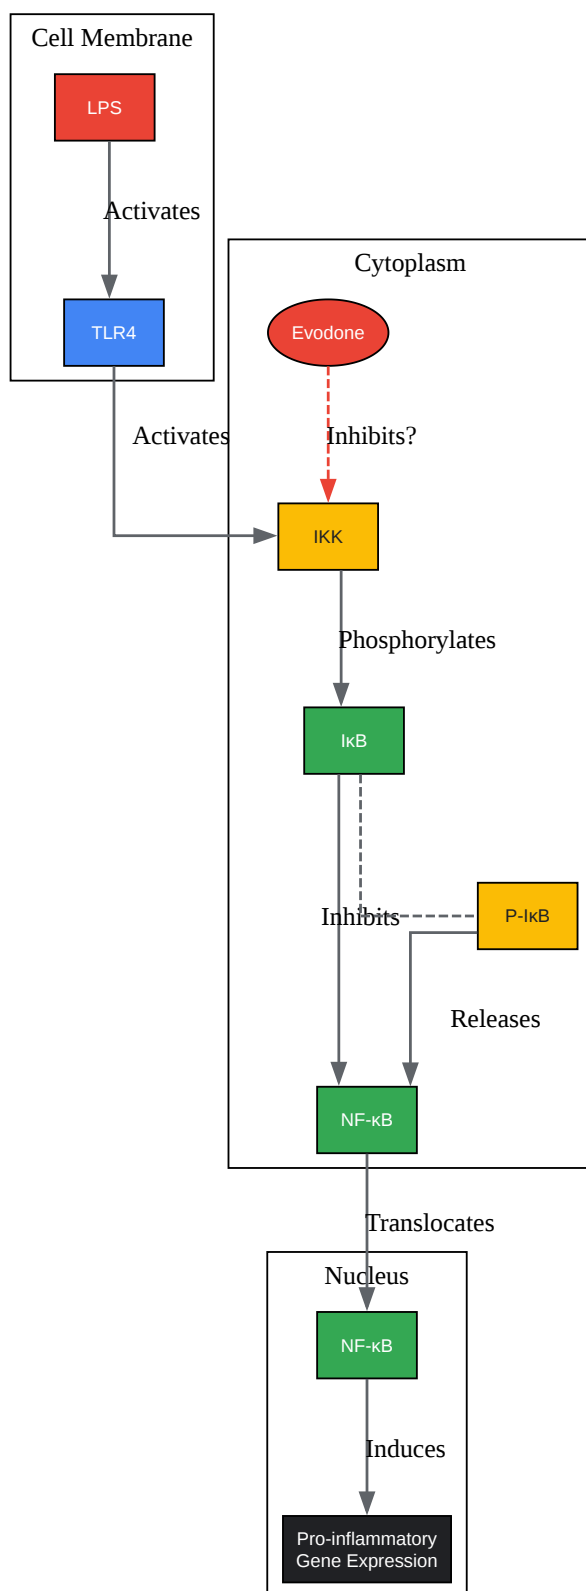 Cell Membrane
LPS
Activates
TLR4
Activates
Cytoplasm
Evodone
Inhibits?
IKK
Phosphorylates
IκB
Inhibits
P-IκB
Releases
NF-κB
Translocates
Nucleus
NF-κB
Induces
Pro-inflammatory
Gene Expression